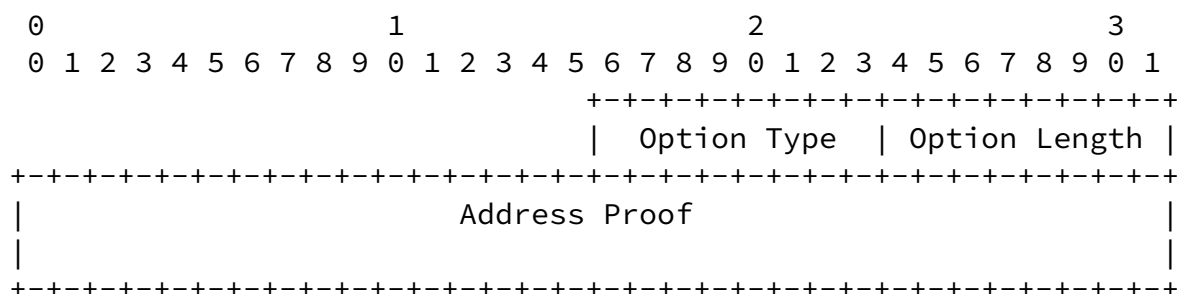 0                   1                   2                   3
 0 1 2 3 4 5 6 7 8 9 0 1 2 3 4 5 6 7 8 9 0 1 2 3 4 5 6 7 8 9 0 1
                                +-+-+-+-+-+-+-+-+-+-+-+-+-+-+-+-+
                                |  Option Type  | Option Length |
+-+-+-+-+-+-+-+-+-+-+-+-+-+-+-+-+-+-+-+-+-+-+-+-+-+-+-+-+-+-+-+-+
|                        Address Proof                          |
|                                                               |
+-+-+-+-+-+-+-+-+-+-+-+-+-+-+-+-+-+-+-+-+-+-+-+-+-+-+-+-+-+-+-+-+